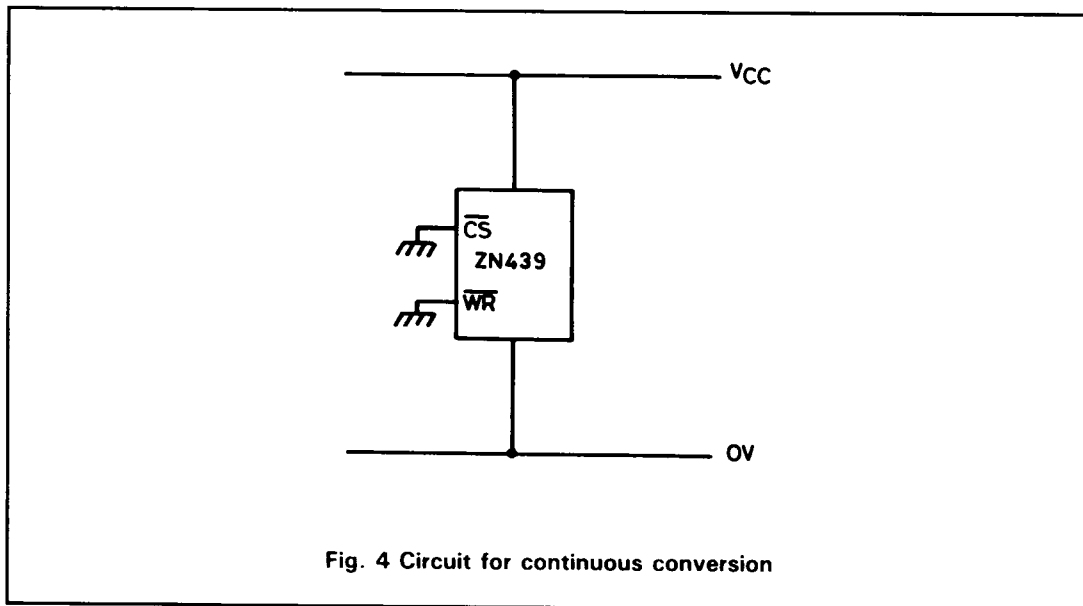 VCC
CS
ZN439
WR
OV
Fig. 4 Circuit for continuous conversion